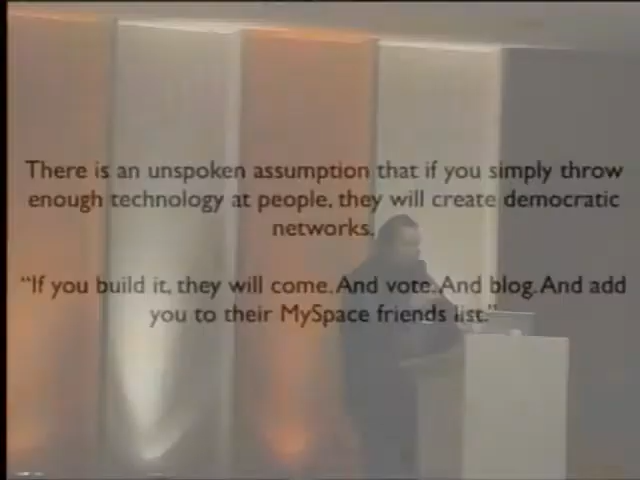 There is an unspoken assumption that if you simply throw
enough technology at people, they will create democratic
networks.
“If you build it, they will come. And vote. And blog. And add
you to their MySpace friends list.”